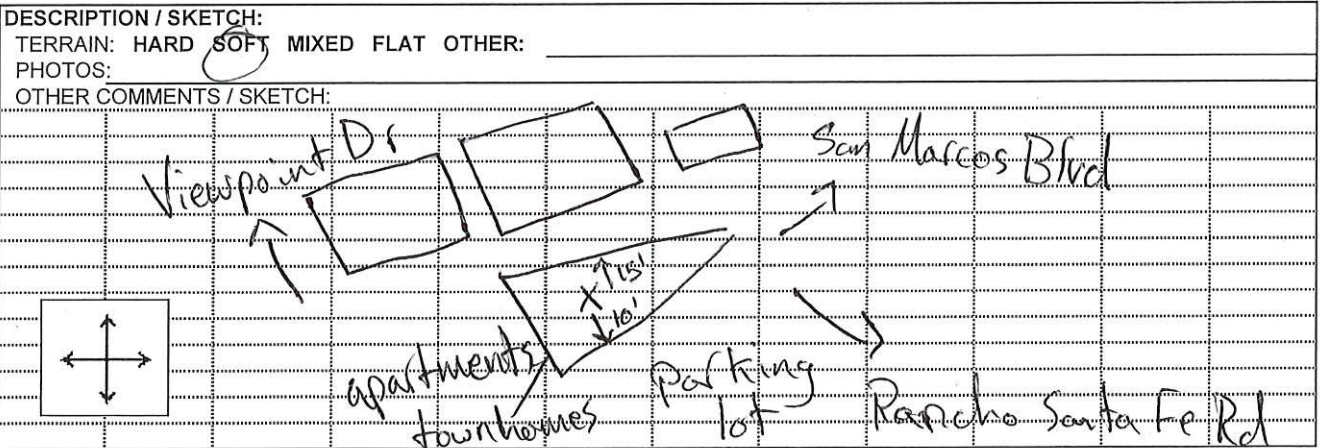 DESCRIPTION / SKETCH:
TERRAIN: HARD SOFT MIXED FLAT OTHER:
PHOTOS:
OTHER COMMENTS / SKETCH:
Viewpoint Dr
San Marcos Blvd
15'
X
10'
apartments
townhomes
parking
lot
Rancho Santa Fe Rd